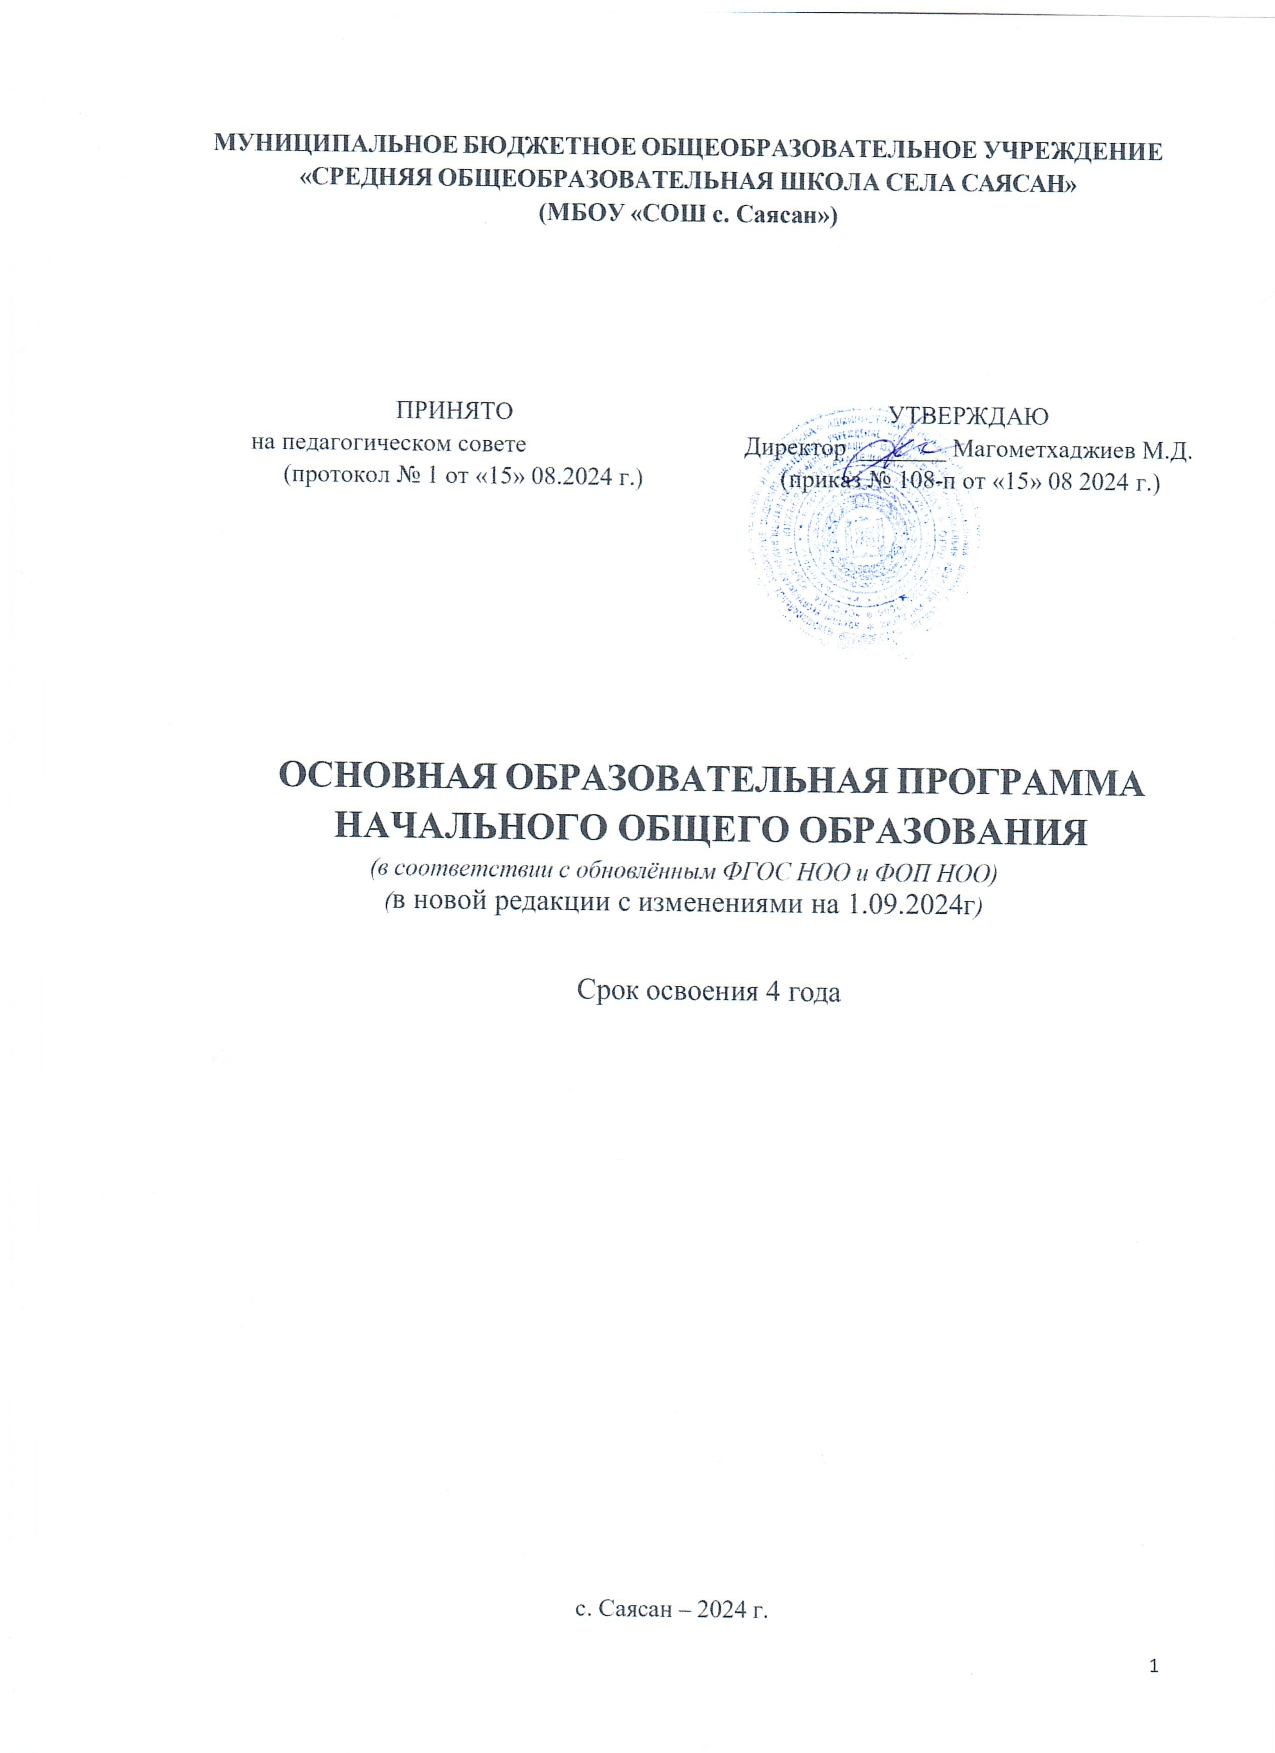 МУНИЦИПАЛЬНОЕ БЮДЖЕТНОЕ ОБЩЕОБРАЗОВАТЕЛЬНОЕ УЧРЕЖДЕНИЕ
«СРЕДНЯЯ ОБЩЕОБРАЗОВАТЕЛЬНАЯ ШКОЛА СЕЛА САЯСАН»
(МБОУ «СОШ с. Саясан»)
ПРИНЯТО
на педагогическом совете
(протокол № 1 от «15» 08.2024 г.)
УТВЕРЖДАЮ
Директор _______ Магометхаджиев М.Д.
(приказ № 108-п от «15» 08 2024 г.)
ОСНОВНАЯ ОБРАЗОВАТЕЛЬНАЯ ПРОГРАММА
НАЧАЛЬНОГО ОБЩЕГО ОБРАЗОВАНИЯ
(в соответствии с обновлённым ФГОС НОО и ФОП НОО)
(в новой редакции с изменениями на 1.09.2024г)
Срок освоения 4 года
с. Саясан – 2024 г.
1